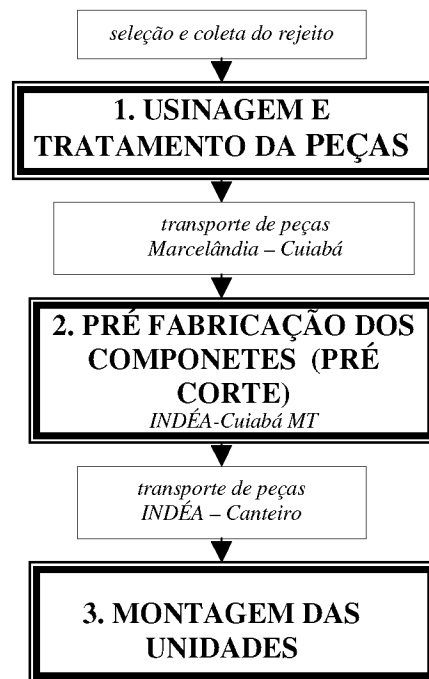 seleção e coleta do rejeito
1. USINAGEM E
TRATAMENTO DA PEÇAS
transporte de peças
Marcelândia – Cuiabá
2. PRÉ FABRICAÇÃO DOS
COMPONETES (PRÉ
CORTE)
INDÉA-Cuiabá MT
transporte de peças
INDÉA – Canteiro
3. MONTAGEM DAS
UNIDADES